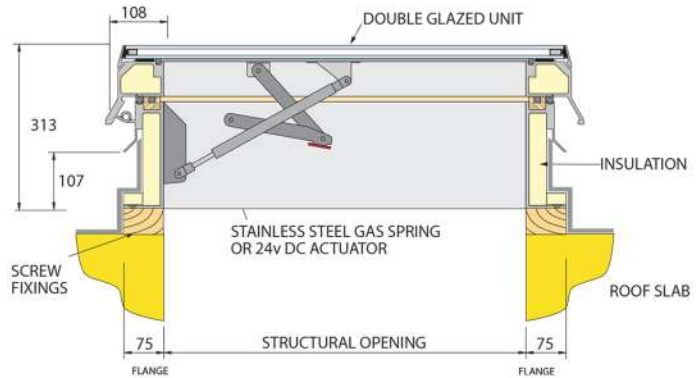 108
DOUBLE GLAZED UNIT
313
107
INSULATION
STAINLESS STEEL GAS SPRING
OR 24v DC ACTUATOR
SCREW
FIXINGS
ROOF SLAB
75
STRUCTURAL OPENING
75
FLANGE
FLANGE